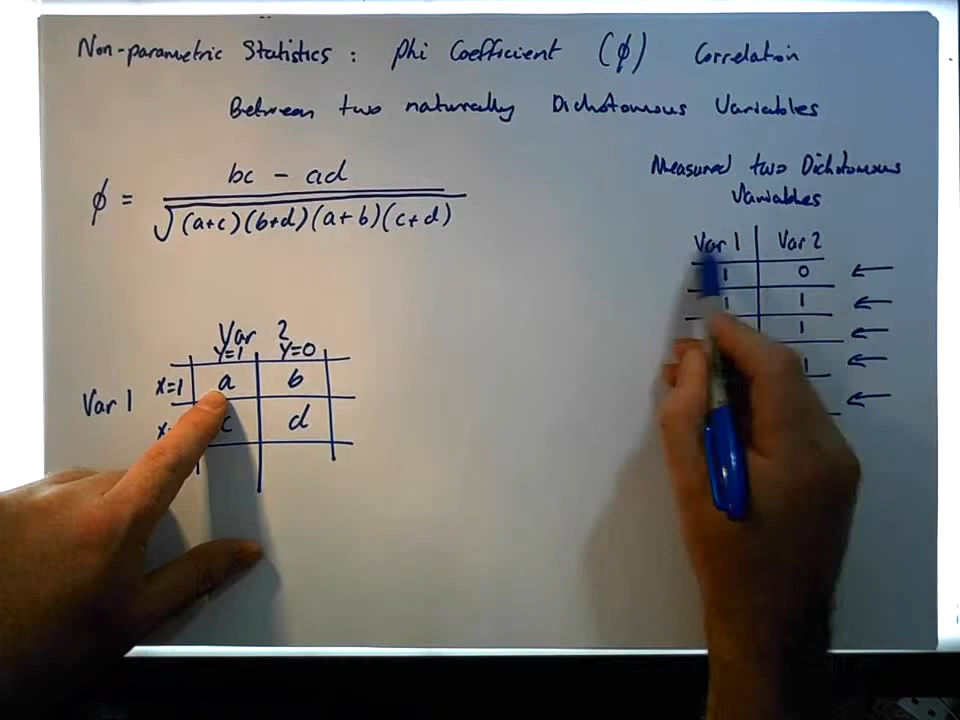 Non-parametric Statistics : Phi Coefficient (ϕ) Correlation
Between two naturally Dichotomous Variables
ϕ = bc - ad
√(a+c)(b+d)(a+b)(c+d)
Measured two Dichotomous
Variables
Var 1 Var 2
1 0
1 1
1
1
Var 2
Y=1 Y=0
Var 1 X=1 a b
c d